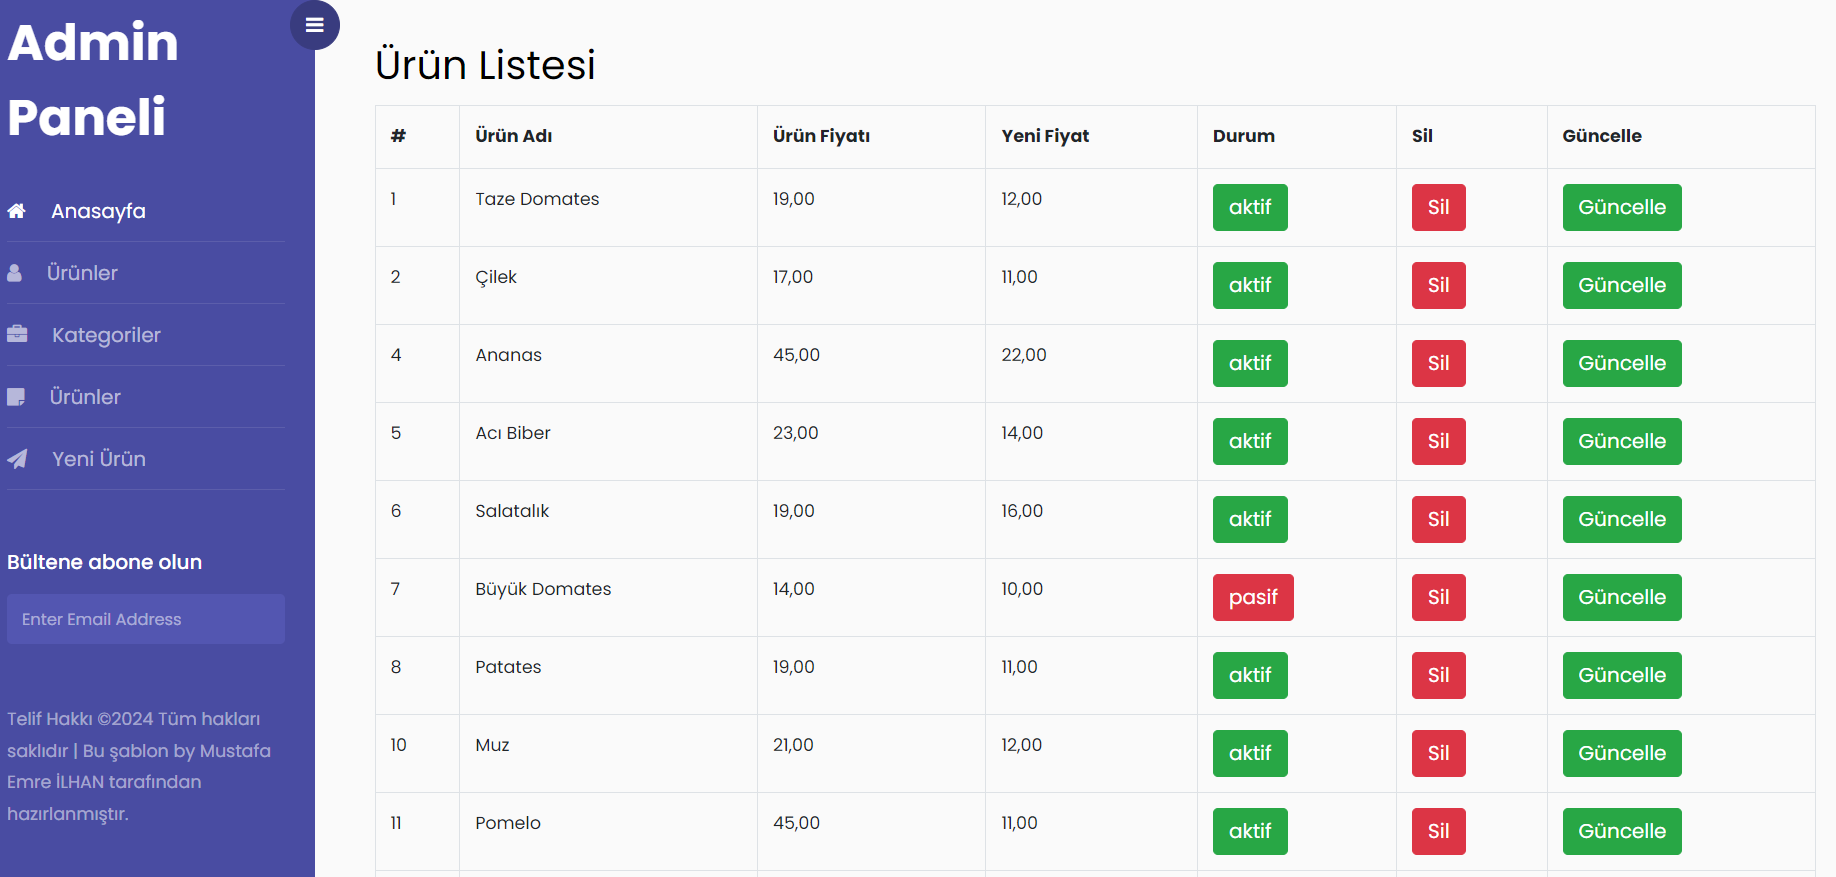 Admin
Paneli
Anasayfa
Ürünler
Kategoriler
Ürünler
Yeni Ürün
Bültene abone olun
Enter Email Address
Telif Hakkı ©2024 Tüm hakları
saklıdır | Bu şablon by Mustafa
Emre İLHAN tarafından
hazırlanmıştır.
Ürün Listesi
# Ürün Adı Ürün Fiyatı Yeni Fiyat Durum Sil Güncelle
1 Taze Domates 19,00 12,00 aktif Sil Güncelle
2 Çilek 17,00 11,00 aktif Sil Güncelle
4 Ananas 45,00 22,00 aktif Sil Güncelle
5 Acı Biber 23,00 14,00 aktif Sil Güncelle
6 Salatalık 19,00 16,00 aktif Sil Güncelle
7 Büyük Domates 14,00 10,00 pasif Sil Güncelle
8 Patates 19,00 11,00 aktif Sil Güncelle
10 Muz 21,00 12,00 aktif Sil Güncelle
11 Pomelo 45,00 11,00 aktif Sil Güncelle